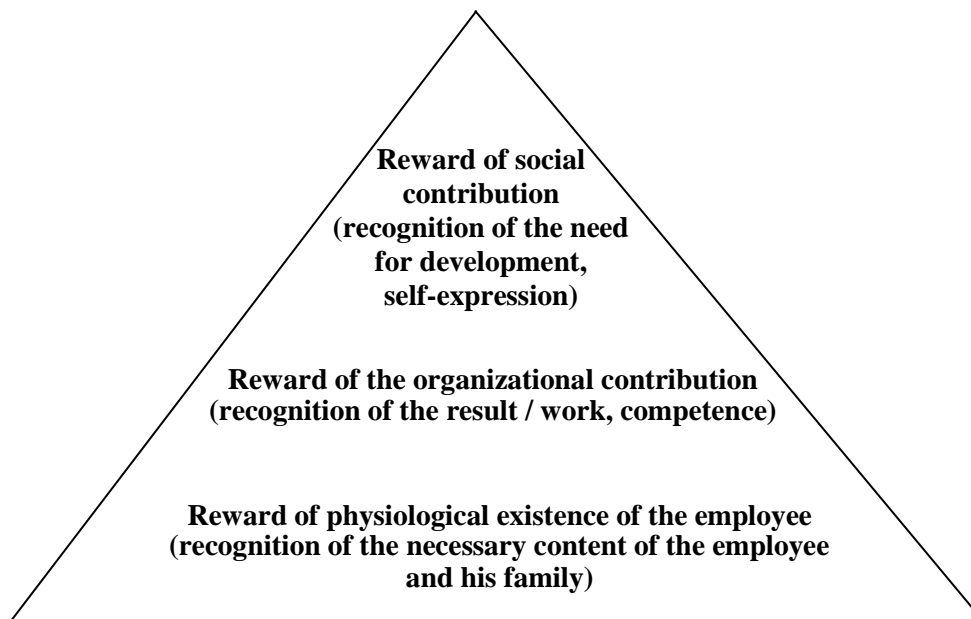 Reward of social
contribution
(recognition of the need
for development,
self-expression)
Reward of the organizational contribution
(recognition of the result / work, competence)
Reward of physiological existence of the employee
(recognition of the necessary content of the employee
and his family)